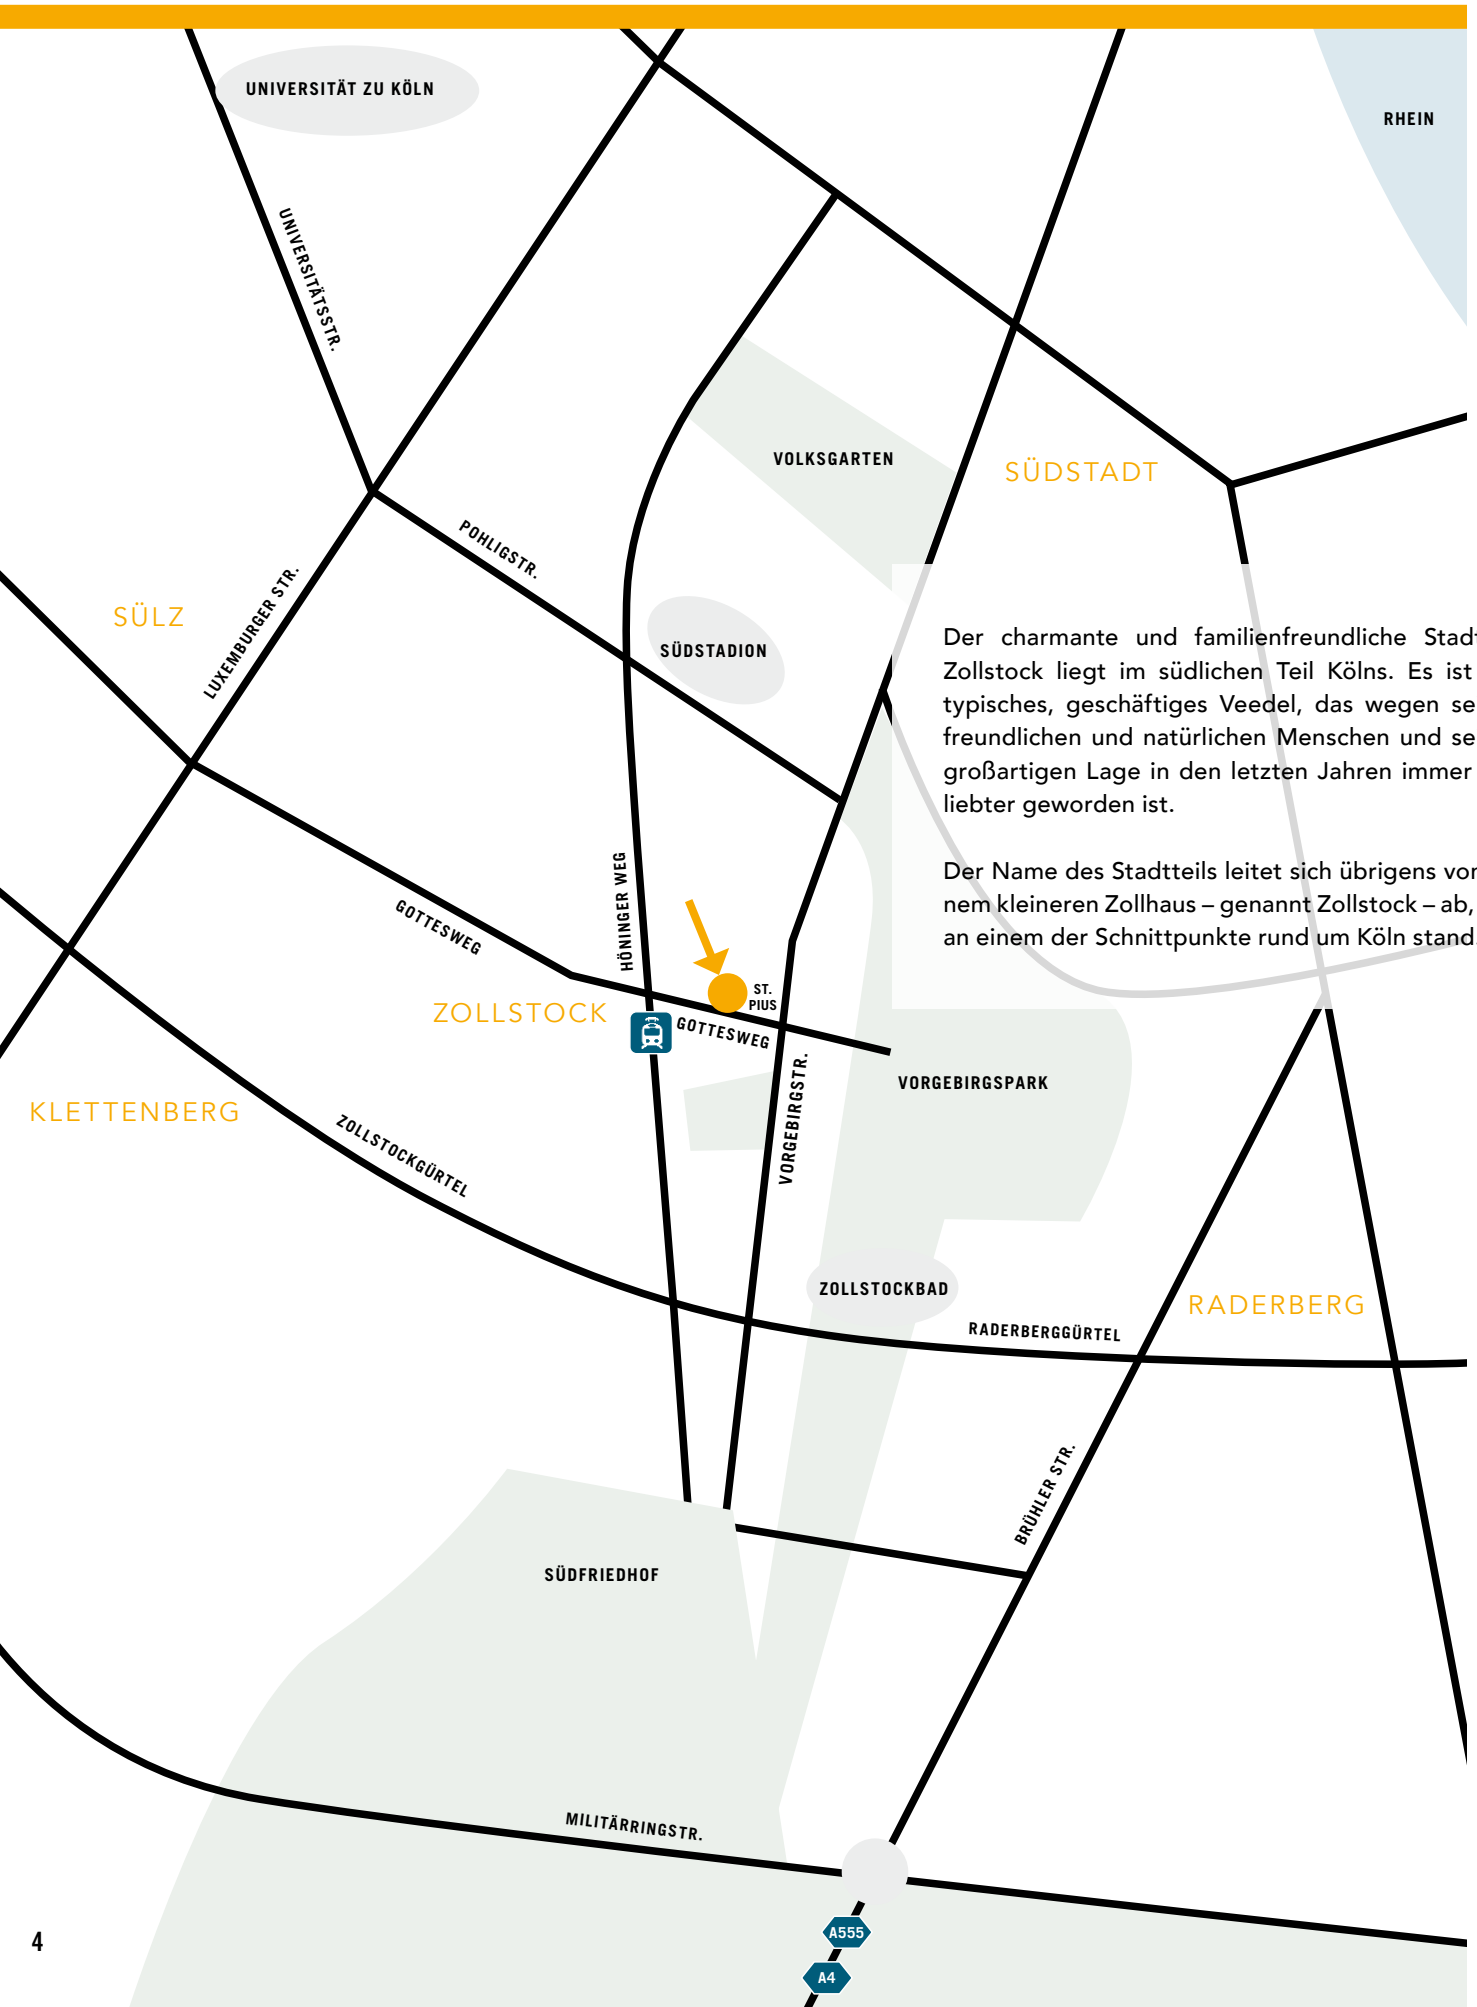 UNIVERSITÄT ZU KÖLN
RHEIN
UNIVERSITÄTSSTR.
VOLKSGARTEN
SÜDSTADT
POHLIGSTR.
LUXEMBURGER STR.
SÜLZ
SÜDSTADION
Der charmante und familienfreundliche Stadt
Zollstock liegt im südlichen Teil Kölns. Es ist
typisches, geschäftiges Veedel, das wegen se
freundlichen und natürlichen Menschen und se
großartigen Lage in den letzten Jahren immer
liebter geworden ist.
Der Name des Stadtteils leitet sich übrigens von
nem kleineren Zollhaus – genannt Zollstock – ab,
an einem der Schnittpunkte rund um Köln stand.
HÖNINGER WEG
GOTTESWEG
ST.
PIUS
ZOLLSTOCK
GOTTESWEG
VORGEBIRGSTR.
VORGEBIRGSPARK
KLETTENBERG
ZOLLSTOCKGÜRTEL
ZOLLSTOCKBAD
RADERBERG
RADERBERGGÜRTEL
BRÜHLER STR.
SÜDFRIEDHOF
MILITÄRRINGSTR.
A555
A4
4